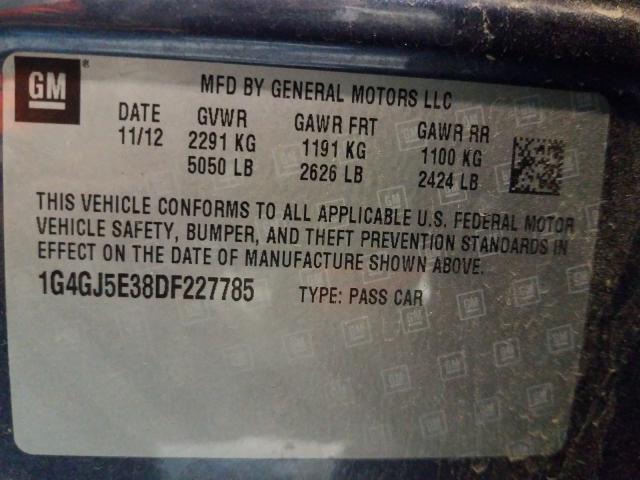 GM ®
MFD BY GENERAL MOTORS LLC
DATE GVWR GAWR FRT GAWR RR
11/12 2291 KG 1191 KG 1100 KG
5050 LB 2626 LB 2424 LB
THIS VEHICLE CONFORMS TO ALL APPLICABLE U.S. FEDERAL MOTOR
VEHICLE SAFETY, BUMPER, AND THEFT PREVENTION STANDARDS IN
EFFECT ON THE DATE OF MANUFACTURE SHOWN ABOVE.
1G4GJ5E38DF227785 TYPE: PASS CAR